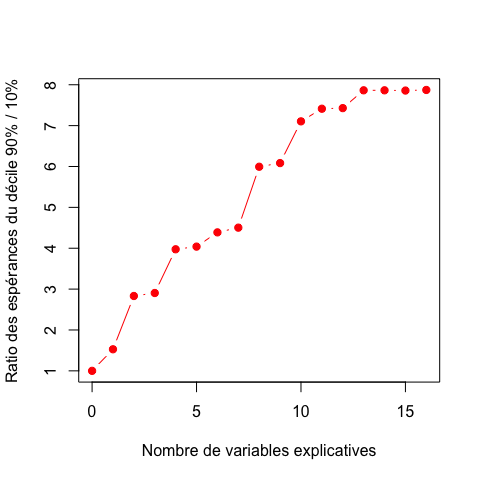 Ratio des espérances du décile 90% / 10%
8
7
6
5
4
3
2
1
0 5 10 15
Nombre de variables explicatives